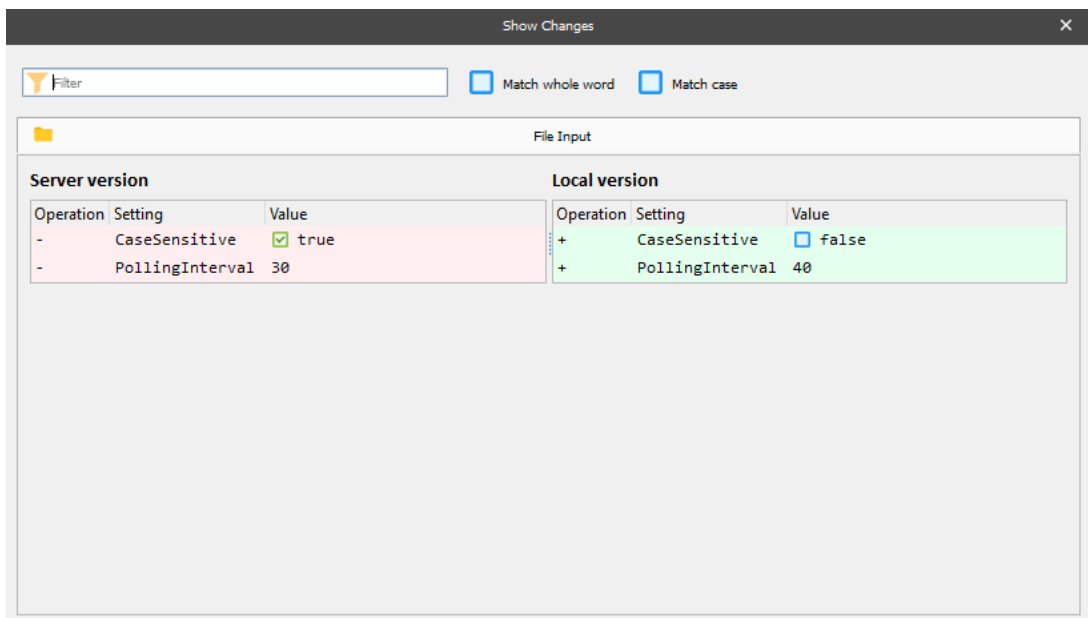 Show Changes
Filter
Match whole word
Match case
File Input
Server version
Operation Setting Value
- CaseSensitive true
- PollingInterval 30
Local version
Operation Setting Value
+ CaseSensitive false
+ PollingInterval 40